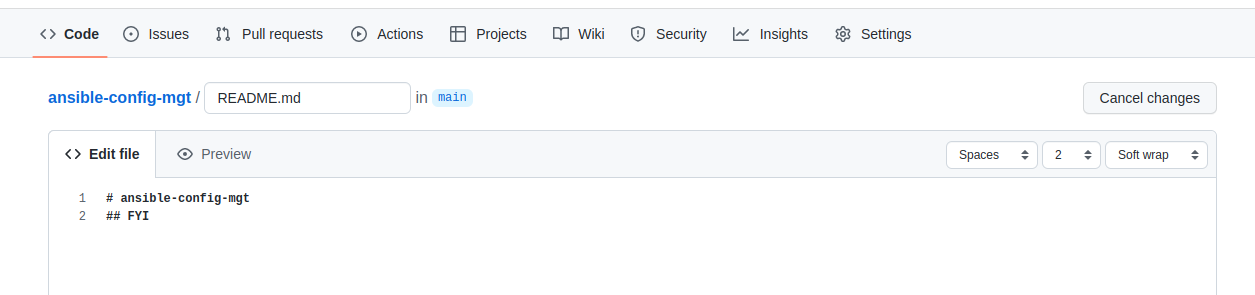 Code Issues Pull requests Actions Projects Wiki Security Insights Settings
ansible-config-mgt / README.md in main Cancel changes
Edit file Preview Spaces 2 Soft wrap
1 # ansible-config-mgt
2 ## FYI